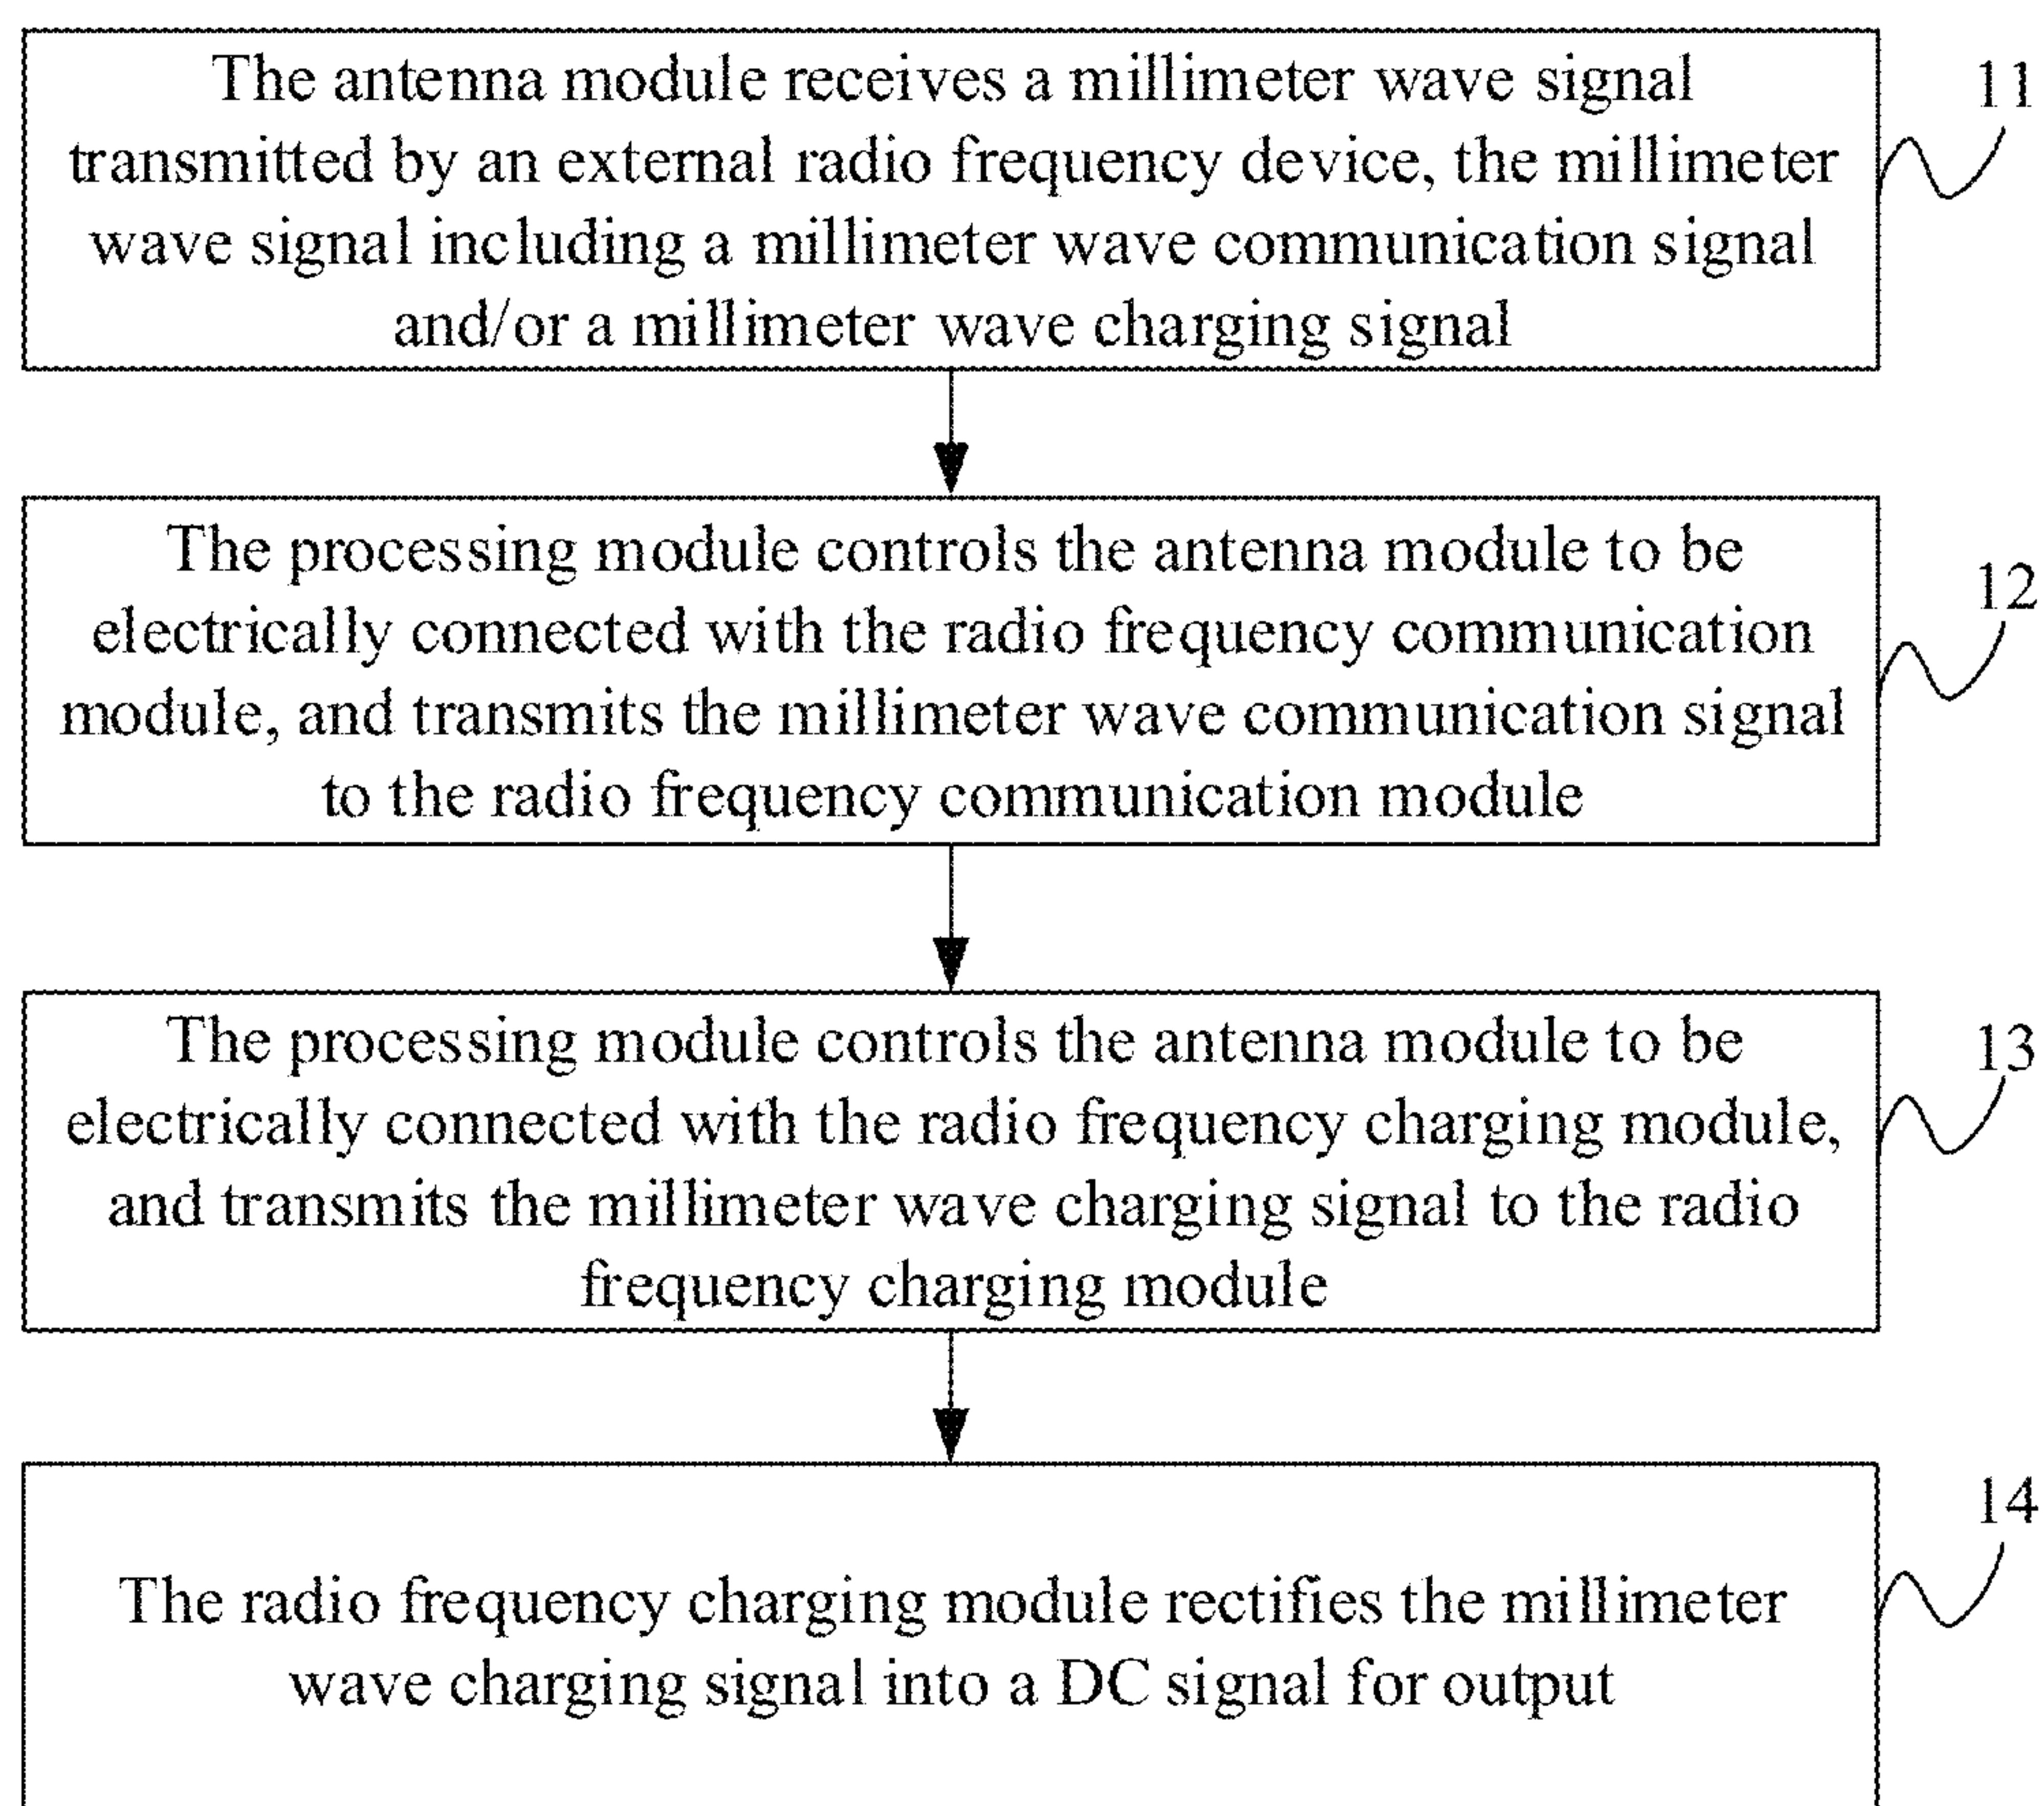 The antenna module receives a millimeter wave signal
transmitted by an external radio frequency device, the millimeter
wave signal including a millimeter wave communication signal
and/or a millimeter wave charging signal
11
The processing module controls the antenna module to be
electrically connected with the radio frequency communication
module, and transmits the millimeter wave communication signal
to the radio frequency communication module
12
The processing module controls the antenna module to be
electrically connected with the radio frequency charging module,
and transmits the millimeter wave charging signal to the radio
frequency charging module
13
The radio frequency charging module rectifies the millimeter
wave charging signal into a DC signal for output
14